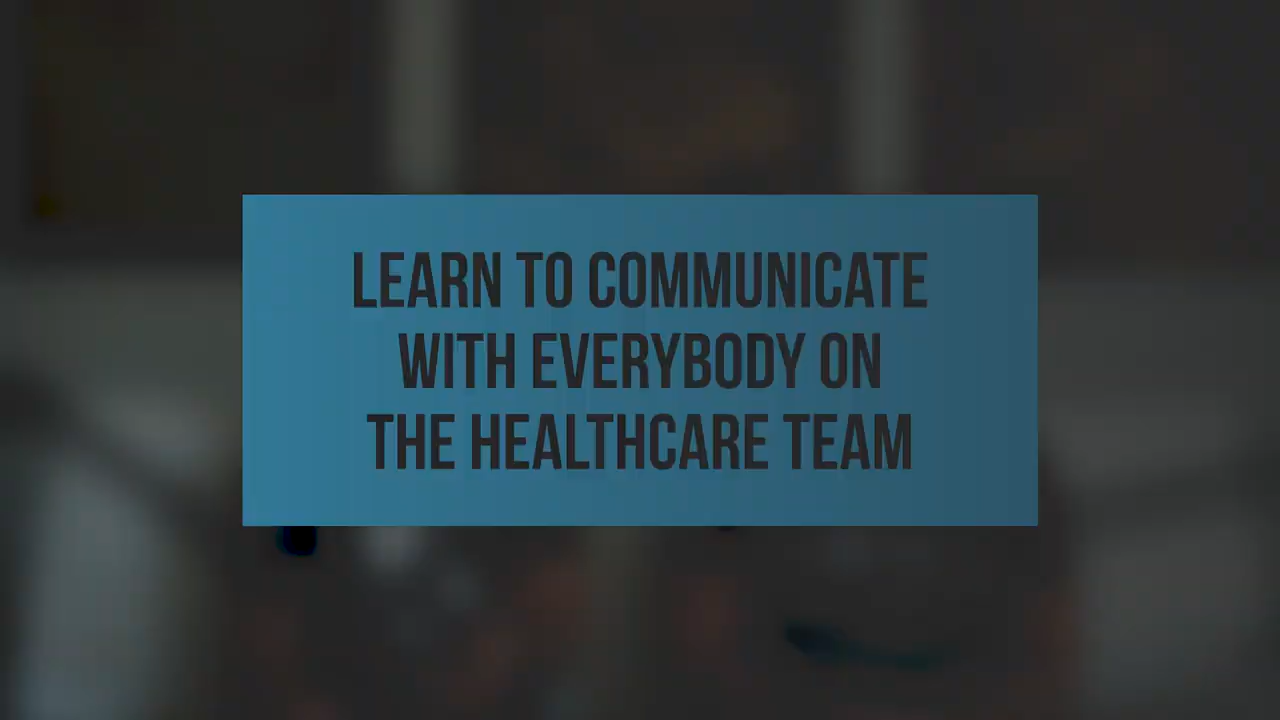 LEARN TO COMMUNICATE
WITH EVERYBODY ON
THE HEALTHCARE TEAM